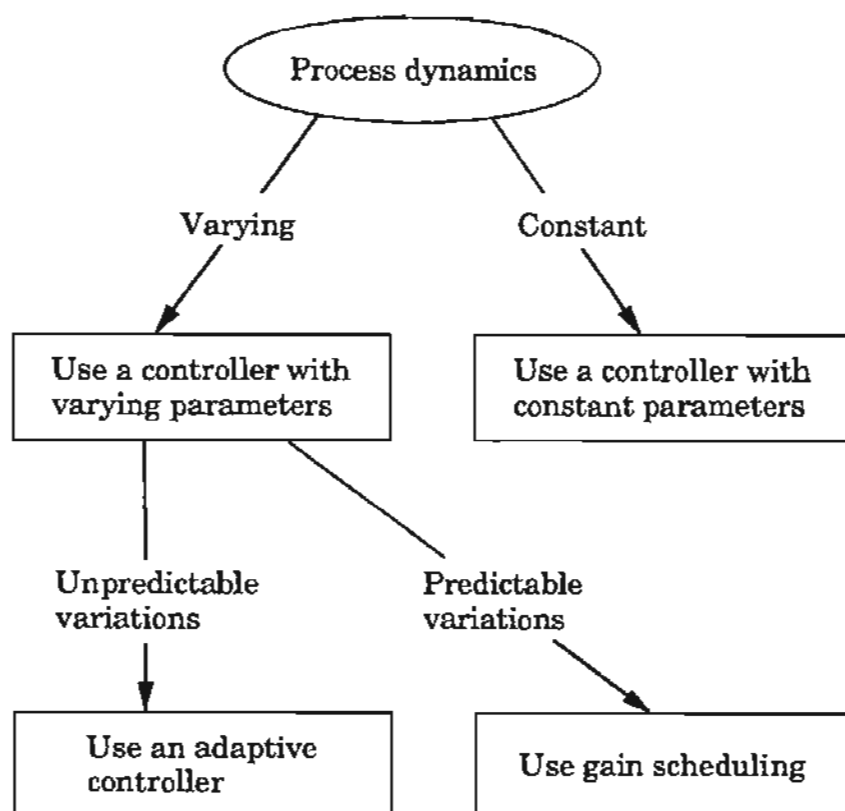 Process dynamics
Varying
Constant
Use a controller with
varying parameters
Use a controller with
constant parameters
Unpredictable
variations
Predictable
variations
Use an adaptive
controller
Use gain scheduling